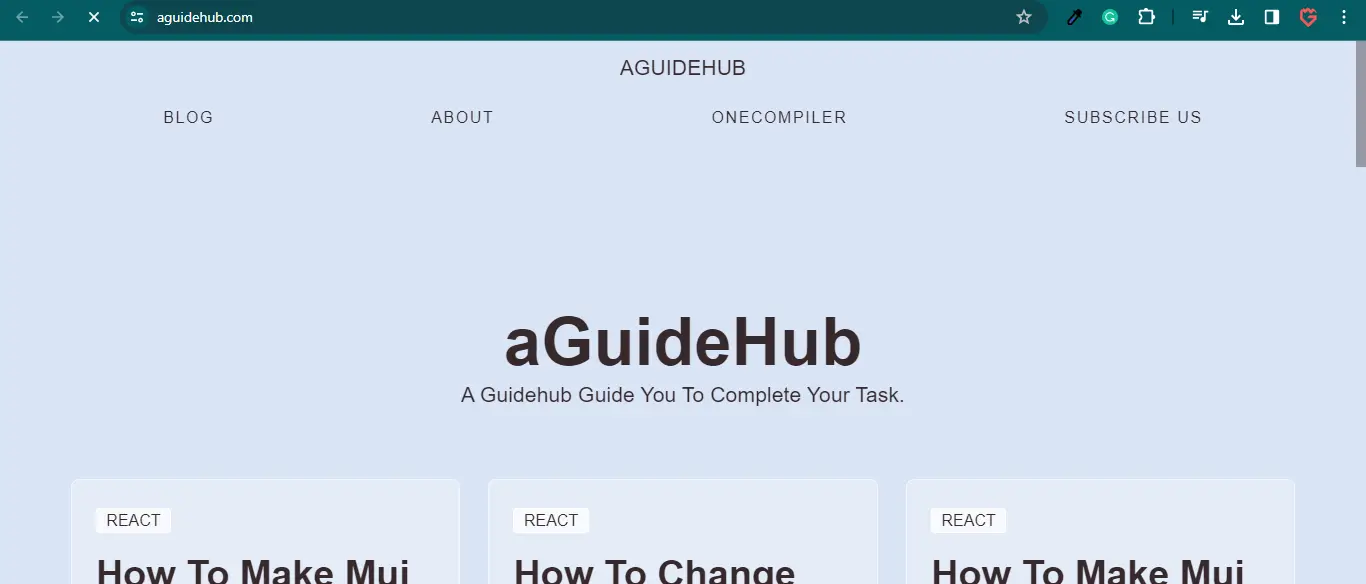 aguidehub.com
AGUIDEHUB
BLOG ABOUT ONECOMPILER SUBSCRIBE US
aGuideHub
A Guidehub Guide You To Complete Your Task.
REACT REACT REACT
How To Make Mui How To Change How To Make Mui